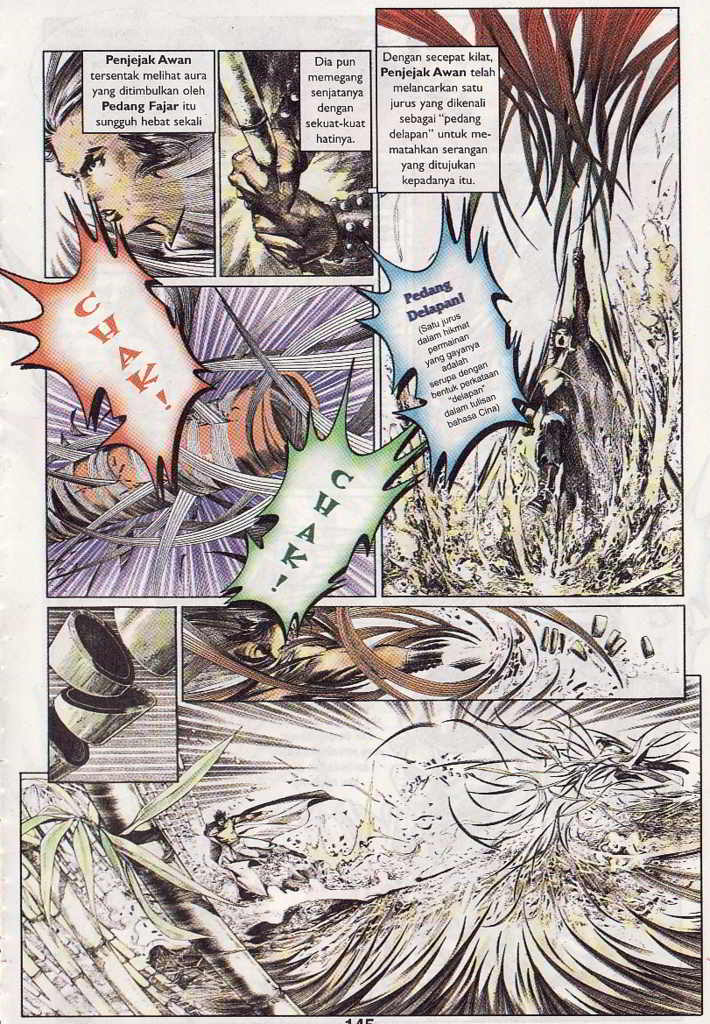 Penjejak Awan
tersentak melihat aura
yang ditimbulkan oleh
Pedang Fajar itu
sungguh hebat sekali
Dia pun
memegang
senjatanya
dengan
sekuat-kuat
hatinya.
Dengan secepat kilat,
Penjejak Awan telah
melancarkan satu
jurus yang dikenali
sebagai “pedang
delapan” untuk me-
matahkan serangan
yang ditujukan
kepadanya itu.
CHAK!
Pedang
Delapan!
(Satu jurus
dalam hikmat
permainan
yang gayanya
adalah
serupa dengan
bentuk perkataan
“delapan”
dalam tulisan
bahasa Cina)
CHAK!
145